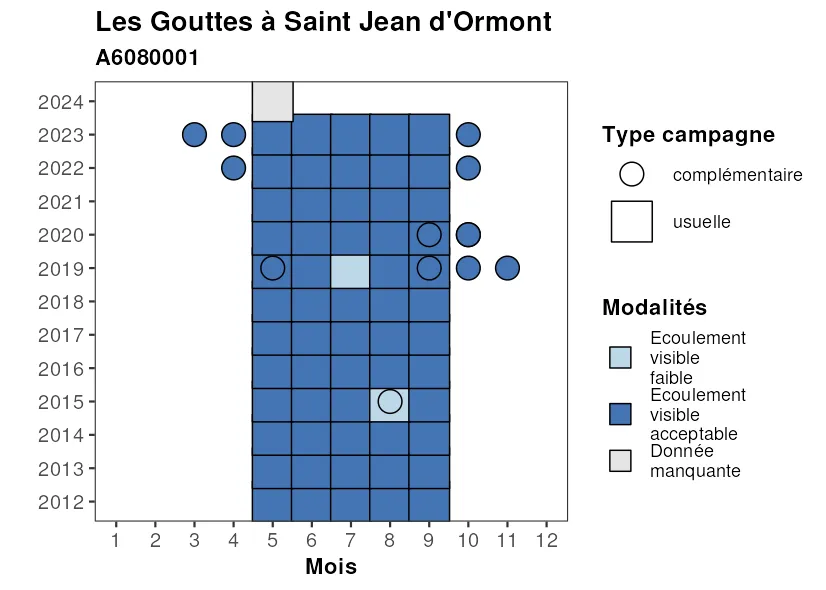 Les Gouttes à Saint Jean d'Ormont
A6080001
2024
2023
2022
2021
2020
2019
2018
2017
2016
2015
2014
2013
2012
1 2 3 4 5 6 7 8 9 10 11 12
Mois
Type campagne
complémentaire
usuelle
Modalités
Ecoulement
visible
faible
Ecoulement
visible
acceptable
Donnée
manquante